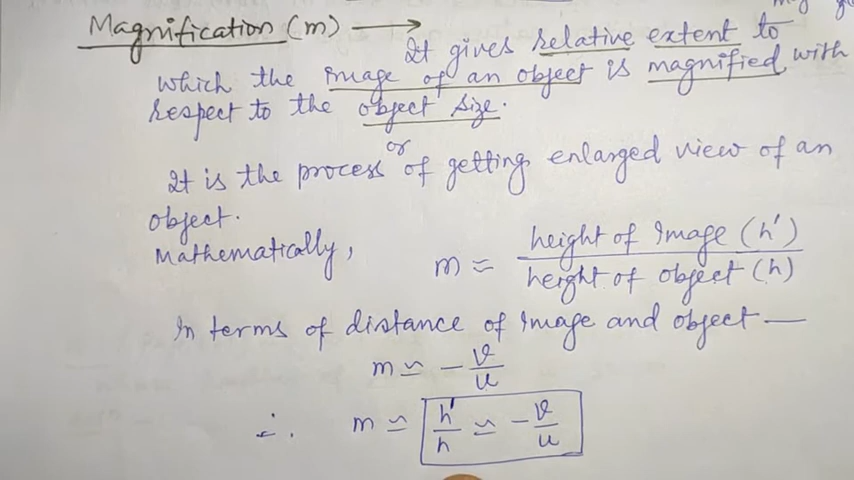 Magnification (m) →
It gives relative extent to
which the image of an object is magnified with
respect to the object size.
or
It is the process of getting enlarged view of an
object.
Mathematically,
m = height of Image (h') / height of object (h)
In terms of distance of Image and object —
m = - v/u
∴ m = h'/h = - v/u